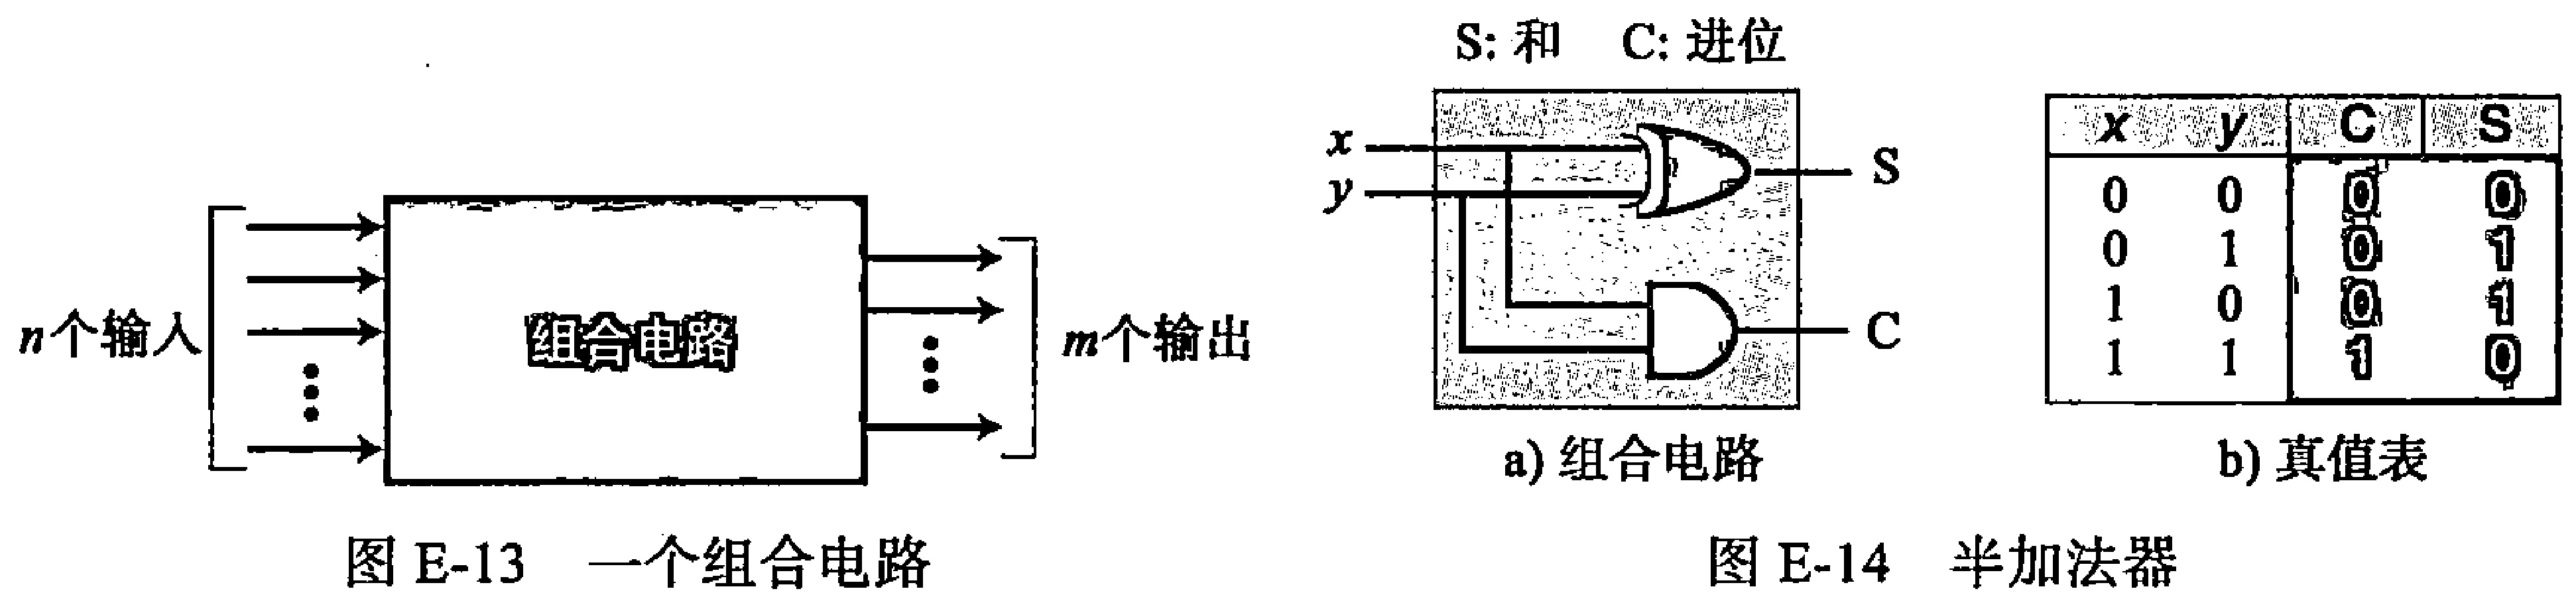 n个输入
组合电路
m个输出
图 E-13 一个组合电路
S: 和 C: 进位
x
y
S
C
a) 组合电路
x y C S
0 0 0 0
0 1 0 1
1 0 0 1
1 1 1 0
b) 真值表
图 E-14 半加法器